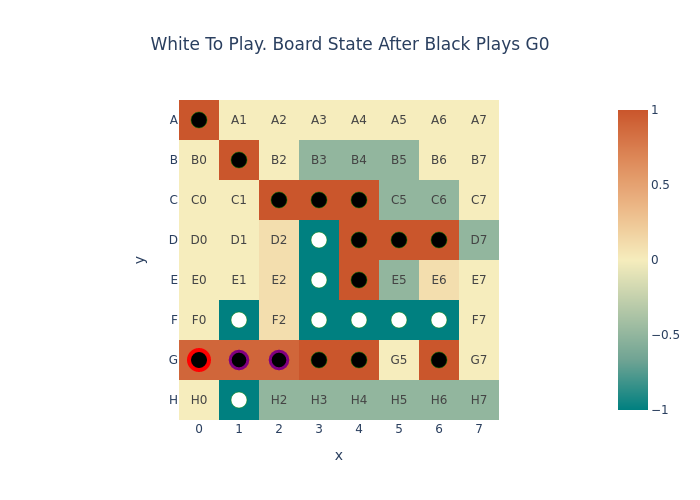 White To Play. Board State After Black Plays G0
A A1 A2 A3 A4 A5 A6 A7 1
B B0 B2 B3 B4 B5 B6 B7
C C0 C1 C5 C6 C7 0.5
D D0 D1 D2 D7
y 0
E E0 E1 E2 E5 E6 E7
F F0 F2 F7 −0.5
G G5 G7
H H0 H2 H3 H4 H5 H6 H7 −1
0 1 2 3 4 5 6 7
x